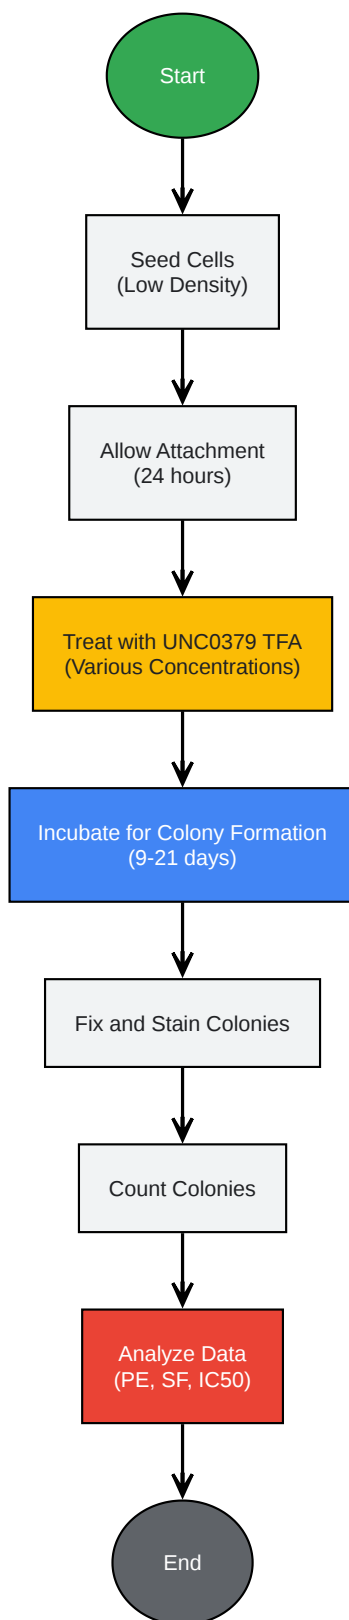 Start
Seed Cells
(Low Density)
Allow Attachment
(24 hours)
Treat with UNC0379 TFA
(Various Concentrations)
Incubate for Colony Formation
(9-21 days)
Fix and Stain Colonies
Count Colonies
Analyze Data
(PE, SF, IC50)
End